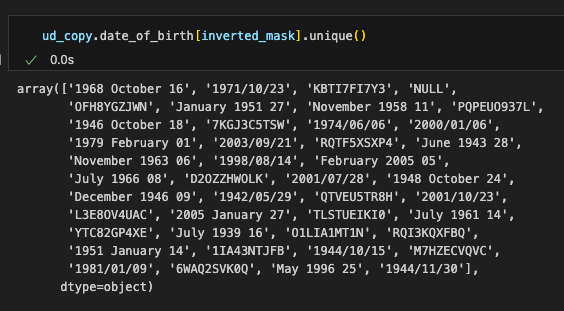 ud_copy.date_of_birth[inverted_mask].unique()
✓ 0.0s
array(['1968 October 16', '1971/10/23', 'KBTI7FI7Y3', 'NULL',
'OFH8YGZJWN', 'January 1951 27', 'November 1958 11', 'PQPEUO937L',
'1946 October 18', '7KGJ3C5TSW', '1974/06/06', '2000/01/06',
'1979 February 01', '2003/09/21', 'RQTF5XSXP4', 'June 1943 28',
'November 1963 06', '1998/08/14', 'February 2005 05',
'July 1966 08', 'D2OZZHWOLK', '2001/07/28', '1948 October 24',
'December 1946 09', '1942/05/29', 'QTVEU5TR8H', '2001/10/23',
'L3E8OV4UAC', '2005 January 27', 'TLSTUEIKI0', 'July 1961 14',
'YTC82GP4XE', 'July 1939 16', 'O1LIA1MT1N', 'RQI3KQXFBQ',
'1951 January 14', '1IA43NTJFB', '1944/10/15', 'M7HZECVQVC',
'1981/01/09', '6WAQ2SVK0Q', 'May 1996 25', '1944/11/30'],
dtype=object)